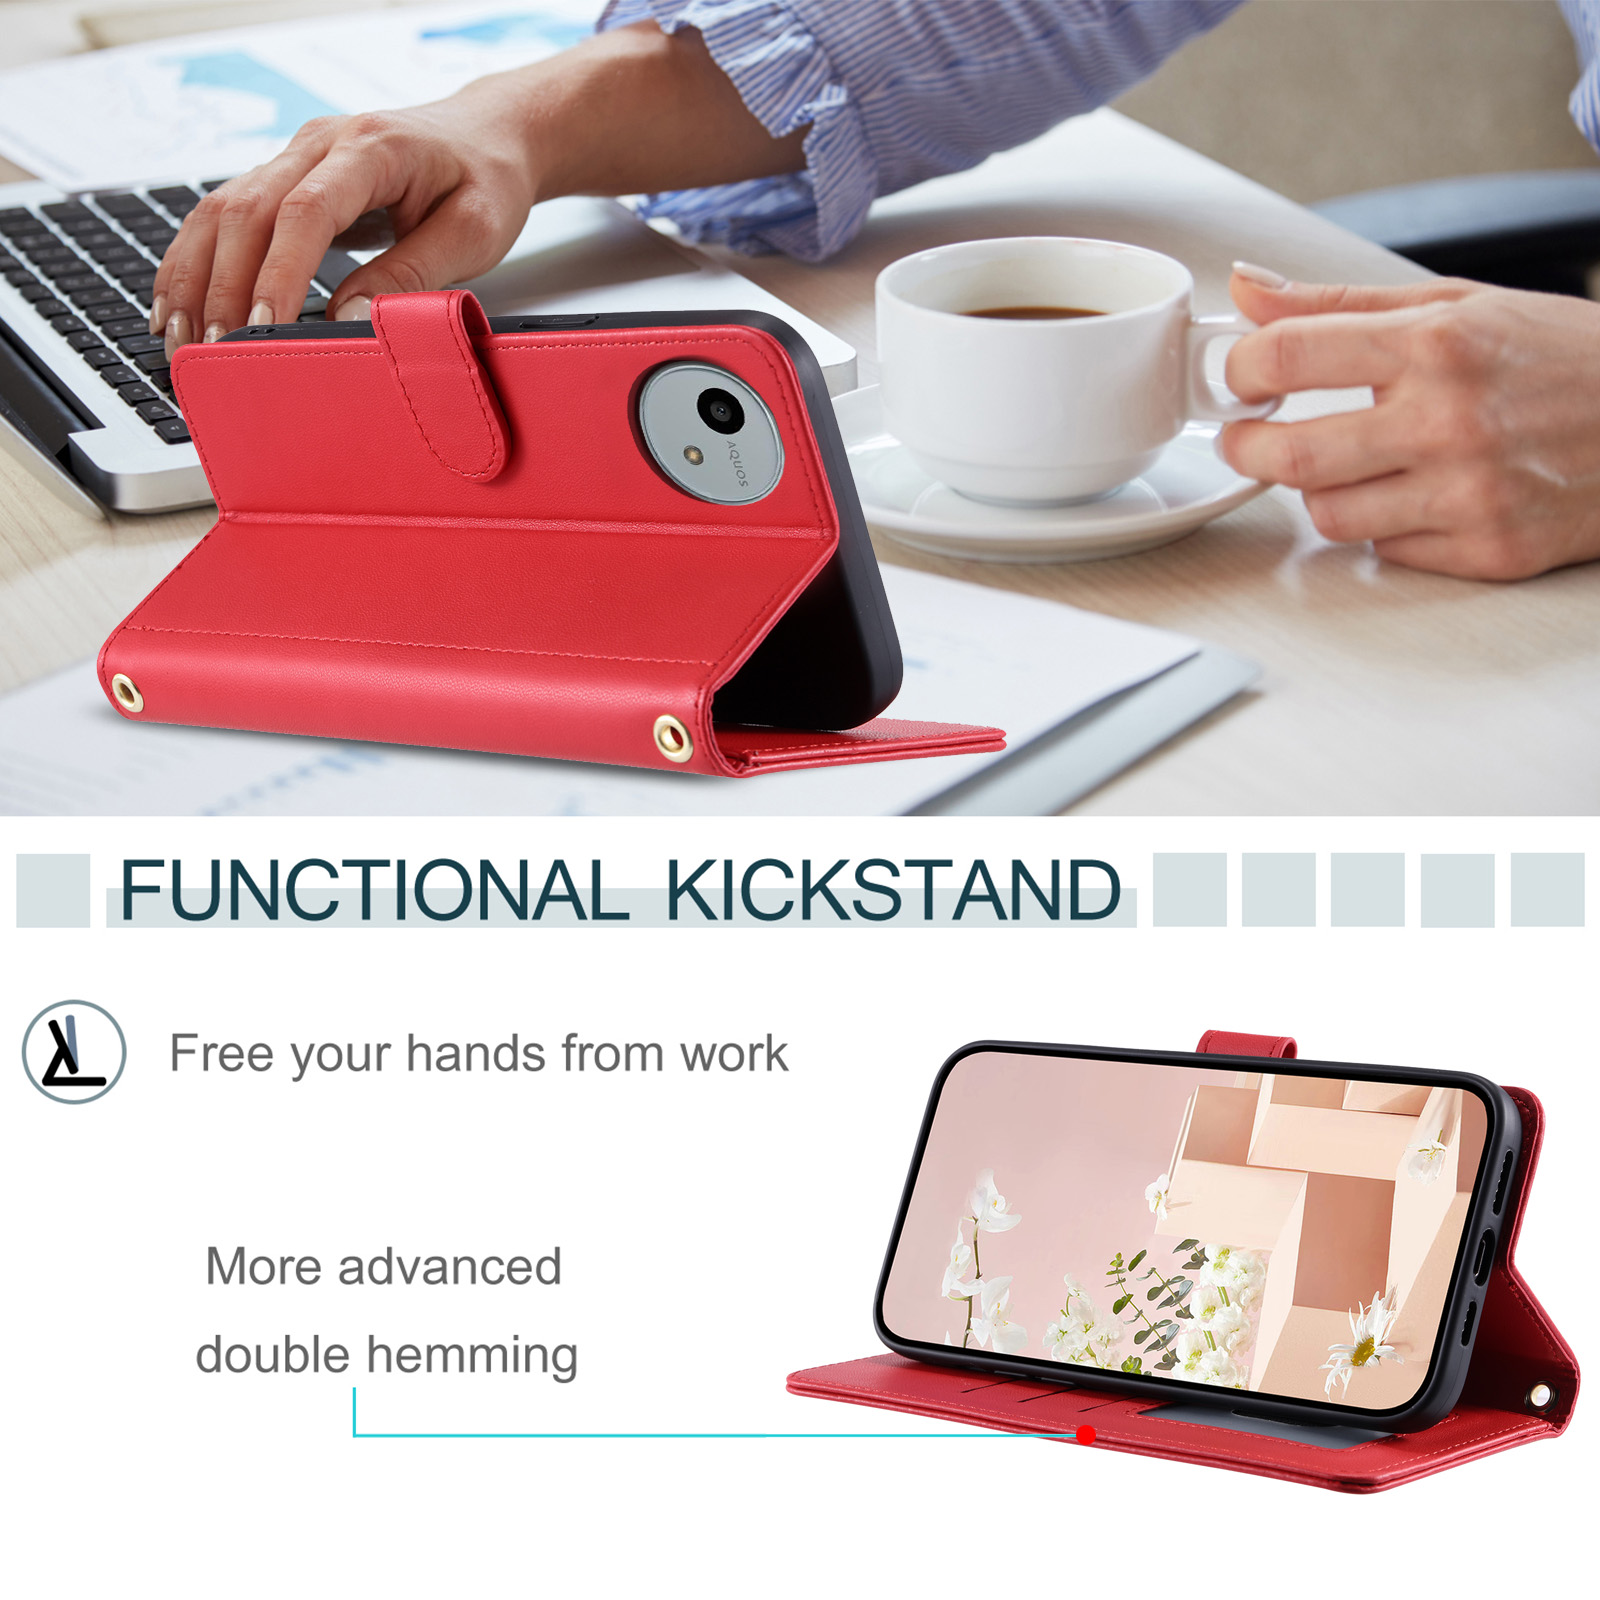 AQUOS
FUNCTIONAL KICKSTAND
Free your hands from work
More advanced
double hemming